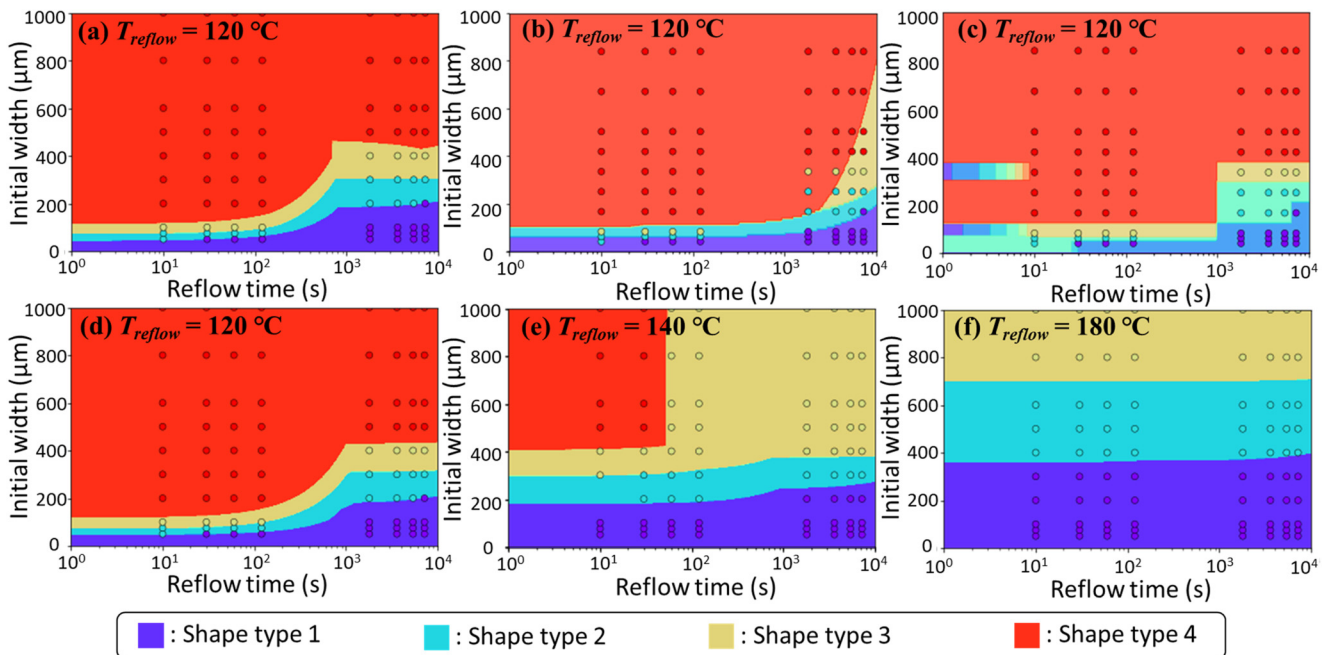 (a) Treflow = 120 °C
(b) Treflow = 120 °C
(c) Treflow = 120 °C
Initial width (μm)
1000
800
600
400
200
0
10⁰ 10¹ 10² 10³ 10⁴
Reflow time (s)
Initial width (μm)
1000
800
600
400
200
0
10⁰ 10¹ 10² 10³ 10⁴
Reflow time (s)
Initial width (μm)
1000
800
600
400
200
0
10¹ 10² 10³ 10⁴
Reflow time (s)
(d) Treflow = 120 °C
(e) Treflow = 140 °C
(f) Treflow = 180 °C
Initial width (μm)
1000
800
600
400
200
0
10⁰ 10¹ 10² 10³ 10⁴
Reflow time (s)
Initial width (μm)
1000
800
600
400
200
0
10⁰ 10¹ 10² 10³ 10⁴
Reflow time (s)
Initial width (μm)
1000
800
600
400
200
0
10⁰ 10¹ 10² 10³ 10⁴
Reflow time (s)
: Shape type 1
: Shape type 2
: Shape type 3
: Shape type 4